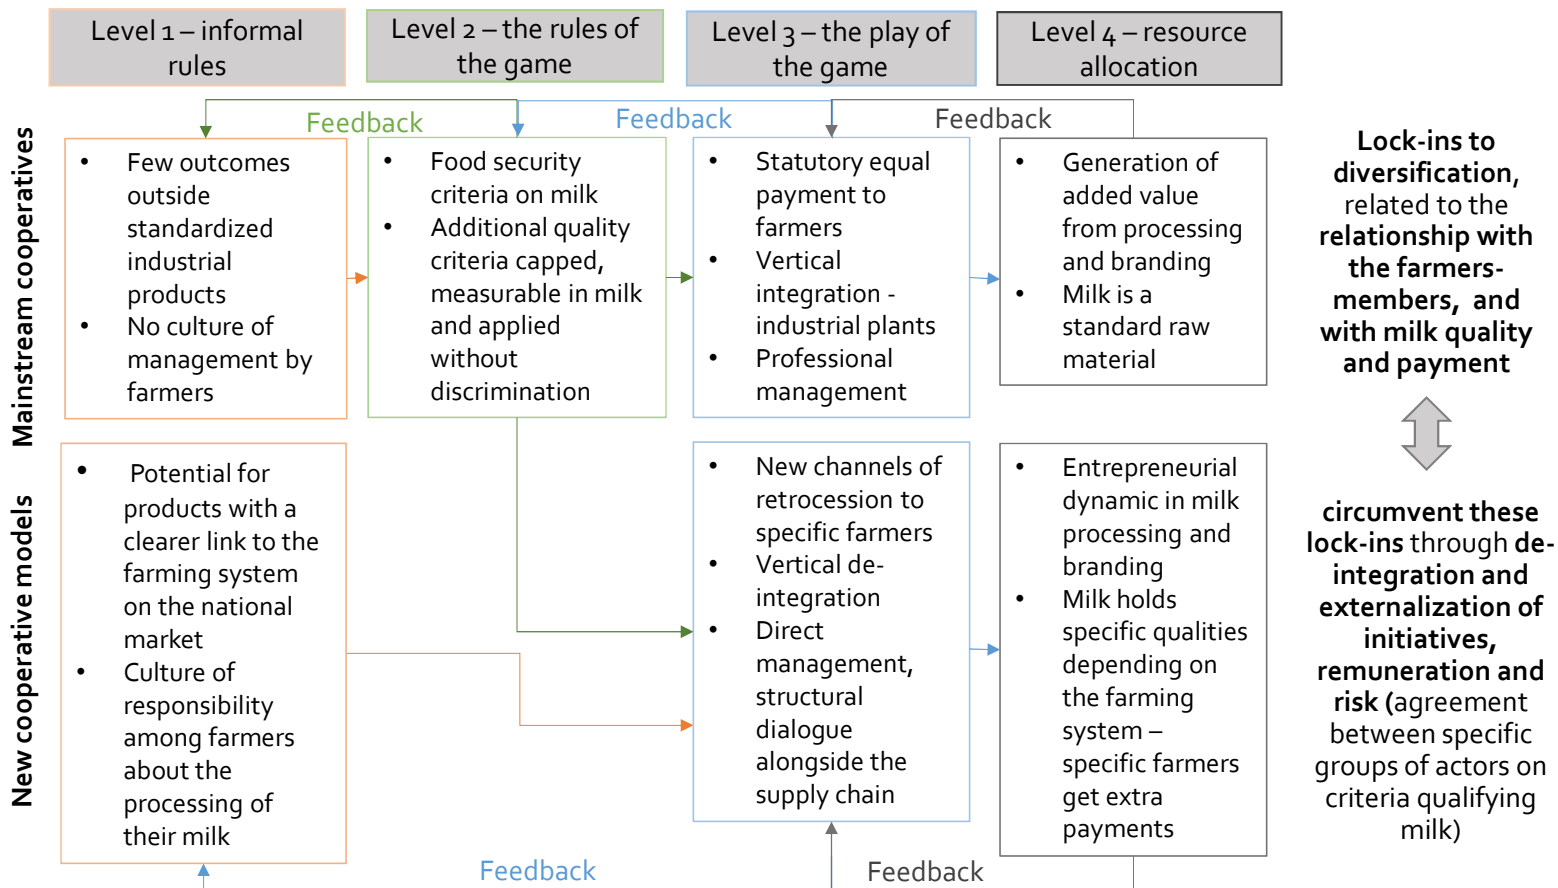 Level 1 – informal
rules
Level 2 – the rules of
the game
Level 3 – the play of
the game
Level 4 – resource
allocation
Feedback
Feedback
Feedback
Mainstream cooperatives
• Few outcomes
outside
standardized
industrial
products
• No culture of
management by
farmers
• Food security
criteria on milk
• Additional quality
criteria capped,
measurable in milk
and applied
without
discrimination
• Statutory equal
payment to
farmers
• Vertical
integration -
industrial plants
• Professional
management
• Generation of
added value
from processing
and branding
• Milk is a
standard raw
material
Lock-ins to
diversification,
related to the
relationship with
the farmers-
members, and
with milk quality
and payment
New cooperative models
• Potential for
products with a
clearer link to the
farming system
on the national
market
• Culture of
responsibility
among farmers
about the
processing of
their milk
• New channels of
retrocession to
specific farmers
• Vertical de-
integration
• Direct
management,
structural
dialogue
alongside the
supply chain
• Entrepreneurial
dynamic in milk
processing and
branding
• Milk holds
specific qualities
depending on
the farming
system –
specific farmers
get extra
payments
circumvent these
lock-ins through de-
integration and
externalization of
initiatives,
remuneration and
risk (agreement
between specific
groups of actors on
criteria qualifying
milk)
Feedback
Feedback